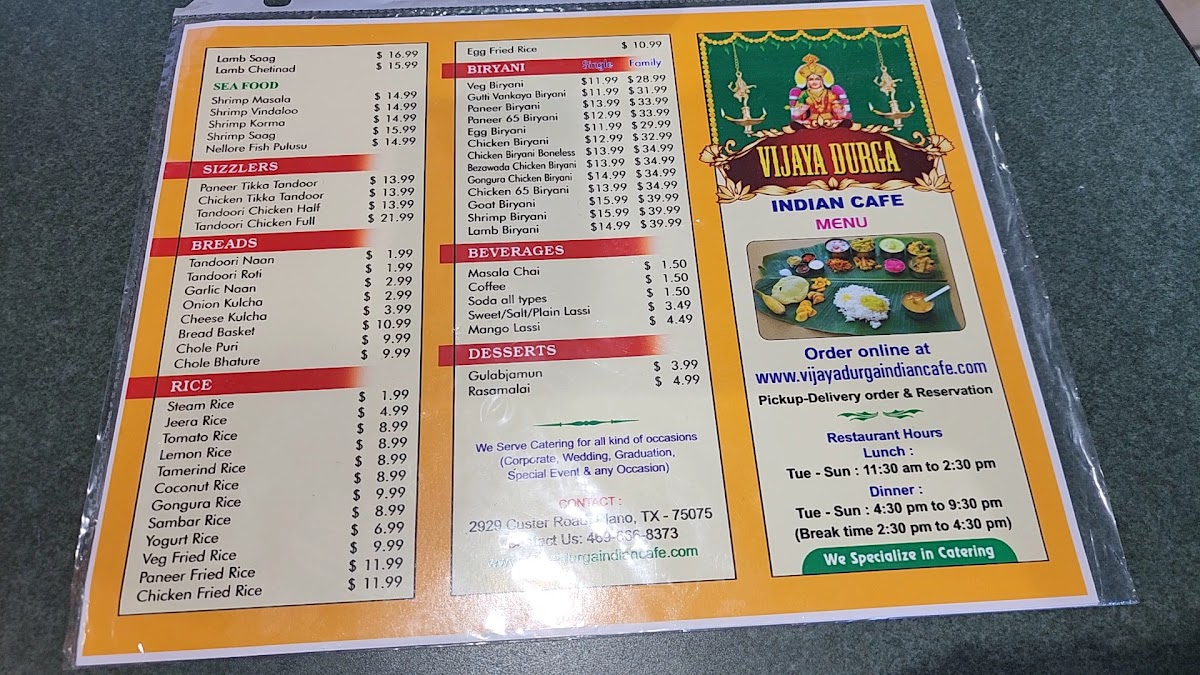 Lamb Saag $ 16.99
Lamb Chetinad $ 15.99
SEA FOOD
Shrimp Masala $ 14.99
Shrimp Vindaloo $ 14.99
Shrimp Korma $ 14.99
Shrimp Saag $ 15.99
Nellore Fish Pulusu $ 14.99
SIZZLERS
Paneer Tikka Tandoor $ 13.99
Chicken Tikka Tandoor $ 13.99
Tandoori Chicken Half $ 13.99
Tandoori Chicken Full $ 21.99
BREADS
Tandoori Naan $ 1.99
Tandoori Roti $ 1.99
Garlic Naan $ 2.99
Onion Kulcha $ 2.99
Cheese Kulcha $ 3.99
Bread Basket $ 10.99
Chole Puri $ 9.99
Chole Bhature $ 9.99
RICE
Steam Rice $ 1.99
Jeera Rice $ 4.99
Tomato Rice $ 8.99
Lemon Rice $ 8.99
Tamerind Rice $ 8.99
Coconut Rice $ 8.99
Gongura Rice $ 9.99
Sambar Rice $ 8.99
Yogurt Rice $ 6.99
Veg Fried Rice $ 9.99
Paneer Fried Rice $ 11.99
Chicken Fried Rice $ 11.99
Egg Fried Rice $ 10.99
BIRYANI Single Family
Veg Biryani $11.99 $ 28.99
Gutti Vankaya Biryani $11.99 $ 31.99
Paneer Biryani $13.99 $ 33.99
Paneer 65 Biryani $12.99 $ 33.99
Egg Biryani $11.99 $ 29.99
Chicken Biryani $12.99 $ 32.99
Chicken Biryani Boneless $13.99 $ 34.99
Bezawada Chicken Biryani $13.99 $ 34.99
Gongura Chicken Biryani $14.99 $ 34.99
Chicken 65 Biryani $13.99 $ 34.99
Goat Biryani $15.99 $ 39.99
Shrimp Biryani $15.99 $ 39.99
Lamb Biryani $14.99 $ 39.99
BEVERAGES
Masala Chai $ 1.50
Coffee $ 1.50
Soda all types $ 1.50
Sweet/Salt/Plain Lassi $ 3.49
Mango Lassi $ 4.49
DESSERTS
Gulabjamun $ 3.99
Rasamalai $ 4.99
We Serve Catering for all kind of occasions
(Corporate, Wedding, Graduation,
Special Event & any Occasion)
CONTACT :
2929 Custer Road, Plano, TX - 75075
Contact Us: 469-666-8373
VIJAYA DURGA
INDIAN CAFE
MENU
Order online at
www.vijayadurgaindiancafe.com
Pickup-Delivery order & Reservation
Restaurant Hours
Lunch :
Tue - Sun : 11:30 am to 2:30 pm
Dinner :
Tue - Sun : 4:30 pm to 9:30 pm
(Break time 2:30 pm to 4:30 pm)
We Specialize in Catering